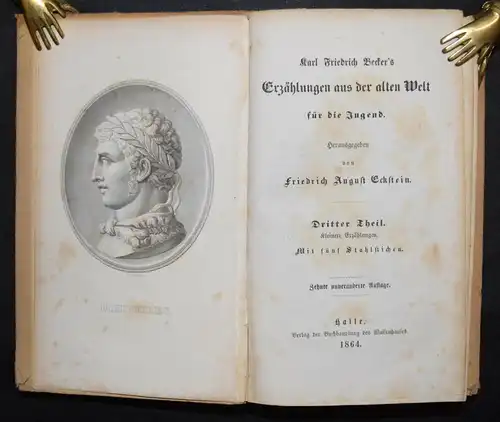 Karl Friedrich Becker's
Erzählungen aus der alten Welt
für die Jugend.
Herausgegeben
von
Friedrich August Eckstein.
Dritter Theil.
Kleinere Erzählungen.
Mit fünf Stahlstichen.
Zehnte unveränderte Auflage.
Halle,
Verlag der Buchhandlung des Waisenhauses.
1864.